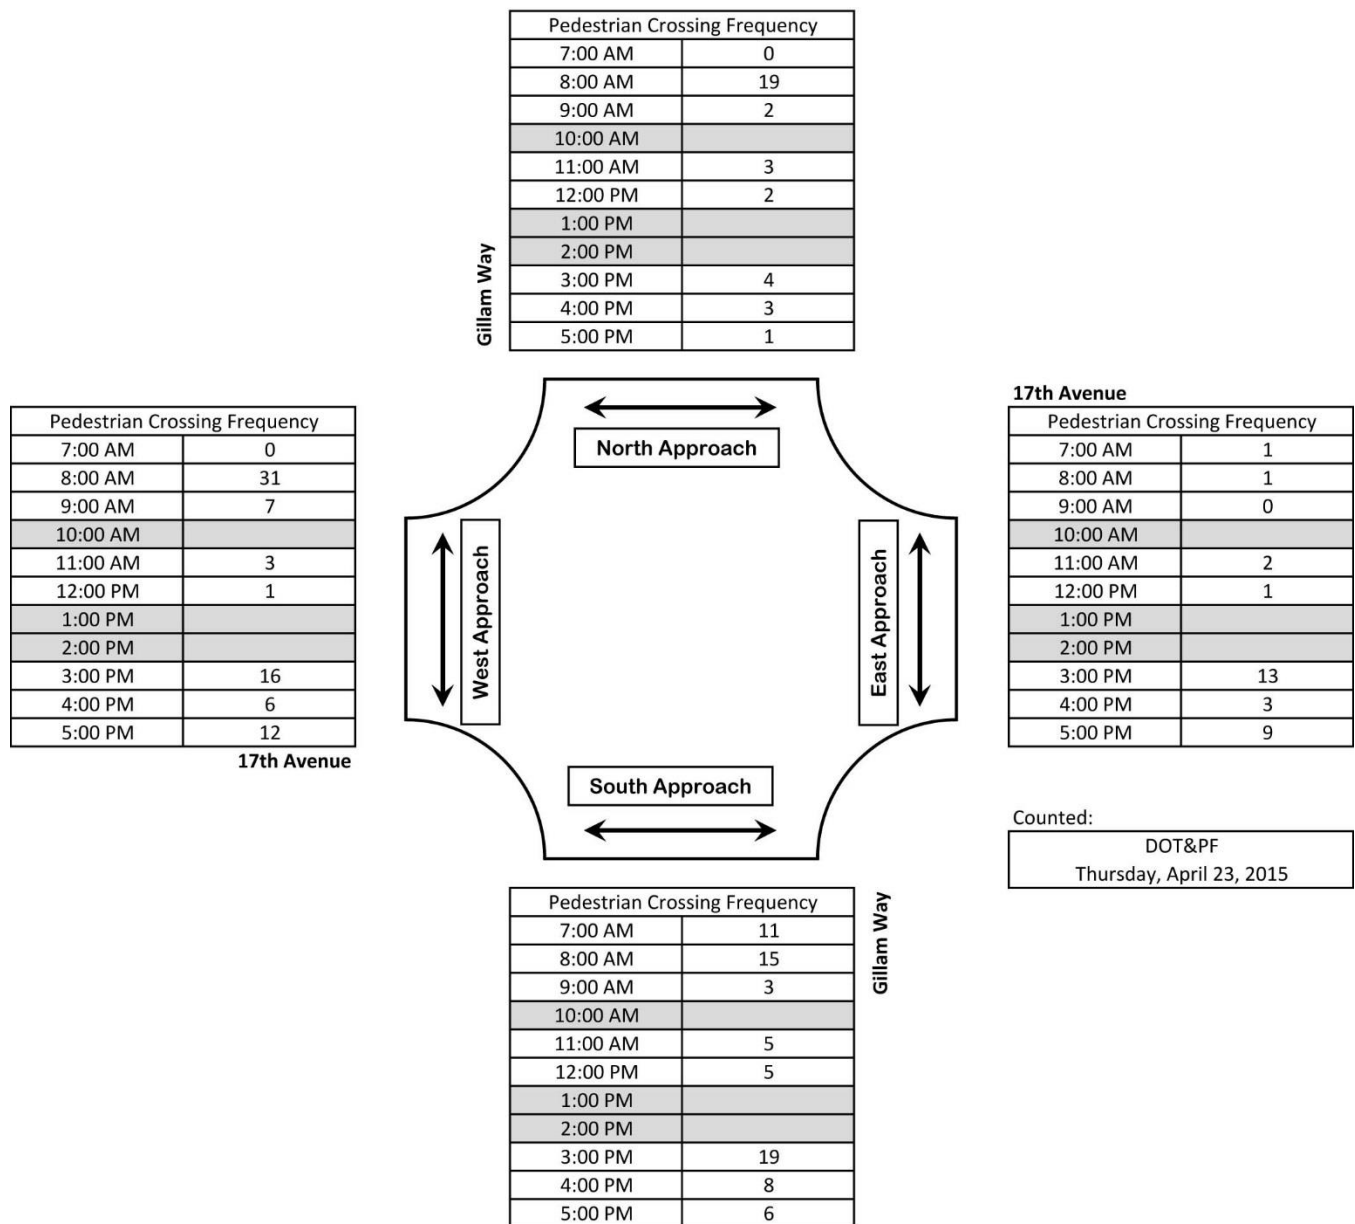 Pedestrian Crossing Frequency
7:00 AM 0
8:00 AM 19
9:00 AM 2
10:00 AM
11:00 AM 3
12:00 PM 2
1:00 PM
2:00 PM
3:00 PM 4
4:00 PM 3
5:00 PM 1
Gillam Way
Pedestrian Crossing Frequency
7:00 AM 0
8:00 AM 31
9:00 AM 7
10:00 AM
11:00 AM 3
12:00 PM 1
1:00 PM
2:00 PM
3:00 PM 16
4:00 PM 6
5:00 PM 12
17th Avenue
North Approach
West Approach
East Approach
South Approach
17th Avenue
Pedestrian Crossing Frequency
7:00 AM 1
8:00 AM 1
9:00 AM 0
10:00 AM
11:00 AM 2
12:00 PM 1
1:00 PM
2:00 PM
3:00 PM 13
4:00 PM 3
5:00 PM 9
Counted:
DOT&PF
Thursday, April 23, 2015
Pedestrian Crossing Frequency
7:00 AM 11
8:00 AM 15
9:00 AM 3
10:00 AM
11:00 AM 5
12:00 PM 5
1:00 PM
2:00 PM
3:00 PM 19
4:00 PM 8
5:00 PM 6
Gillam Way